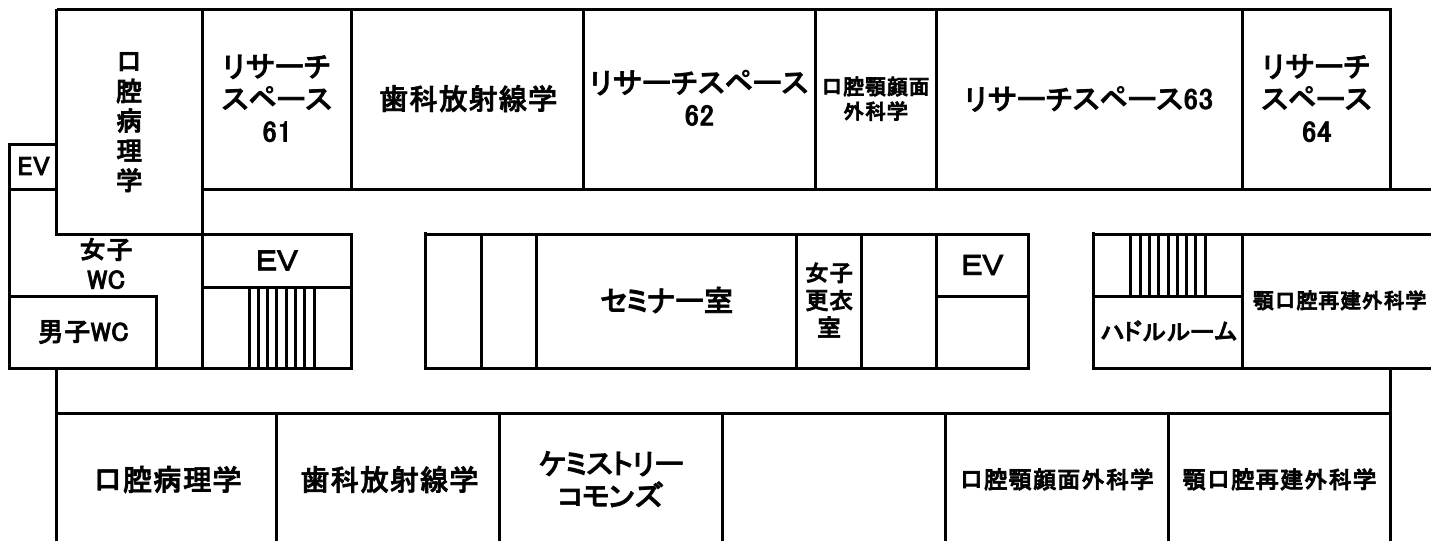 口腔病理学
リサーチ
スペース
61
歯科放射線学
リサーチスペース
62
口腔顎顔面
外科学
リサーチスペース63
リサーチ
スペース
64
EV
女子
WC
男子WC
EV
セミナー室
女子
更衣
室
EV
ハドルルーム
顎口腔再建外科学
口腔病理学
歯科放射線学
ケミストリー
コモンズ
口腔顎顔面外科学
顎口腔再建外科学